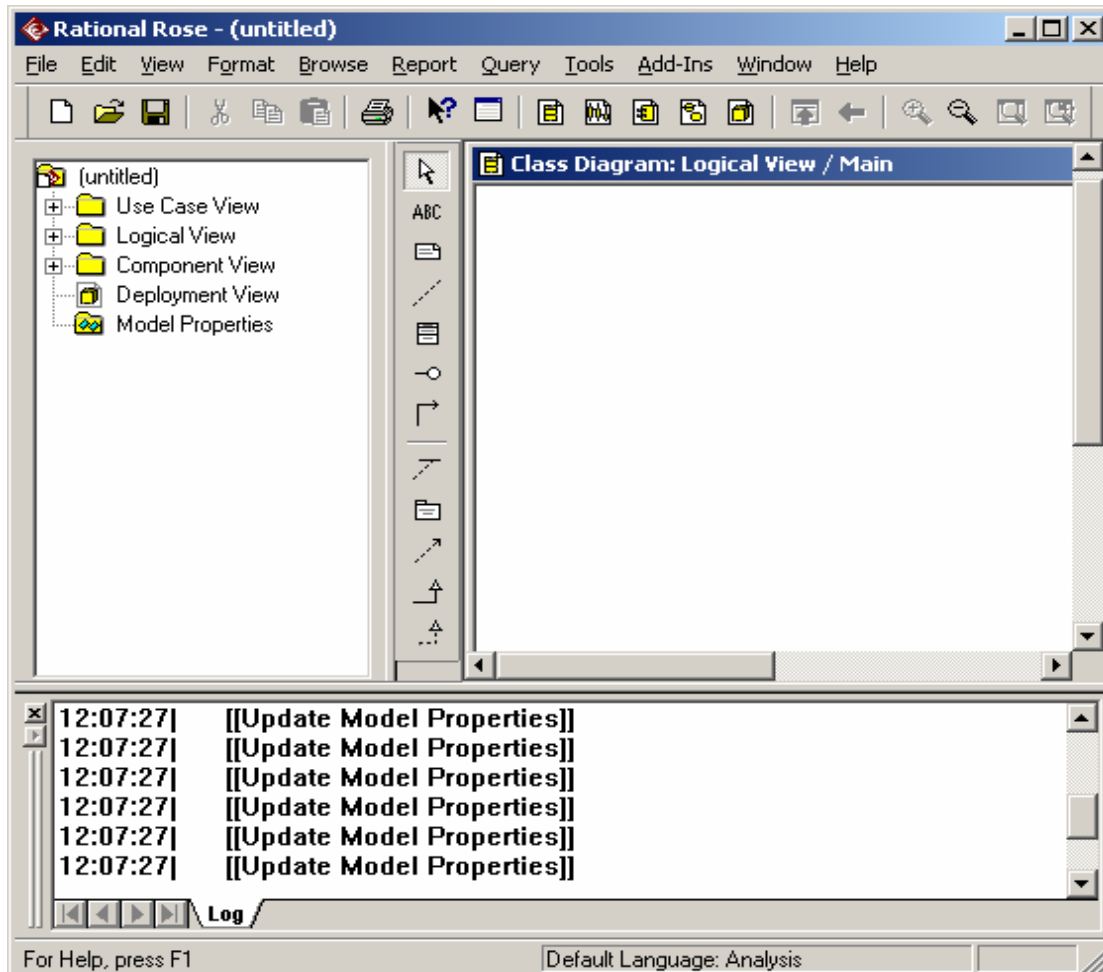 Rational Rose - (untitled)
File Edit View Format Browse Report Query Tools Add-Ins Window Help
(untitled)
Use Case View
Logical View
Component View
Deployment View
Model Properties
ABC
Class Diagram: Logical View / Main
12:07:27| [[Update Model Properties]]
12:07:27| [[Update Model Properties]]
12:07:27| [[Update Model Properties]]
12:07:27| [[Update Model Properties]]
12:07:27| [[Update Model Properties]]
12:07:27| [[Update Model Properties]]
Log
For Help, press F1
Default Language: Analysis